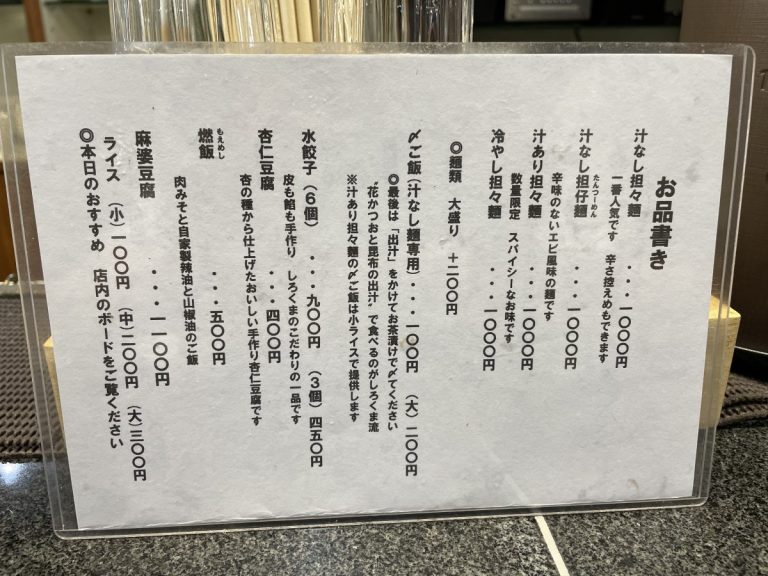 お品書き
汁なし担々麺 ・・・一〇〇〇円
一番人気です 辛さ控えめもできます
汁なし担仔麺 ・・・一〇〇〇円
たんつーめん
辛味のないエビ風味の麺です
汁あり担々麺 ・・・一〇〇〇円
数量限定 スパイシーなお味です
冷やし担々麺 ・・・一〇〇〇円
◎麺類 大盛り +二〇〇円
〆ご飯(汁なし麺専用)・・・一〇〇円 (大)二〇〇円
◎最後は「出汁」をかけてお茶漬けで〆てください
“花かつおと昆布の出汁”で食べるのがしろくま流
※汁あり担々麺の〆ご飯は小ライスで提供します
水餃子(6個) ・・・九〇〇円 (3個)四五〇円
皮も餡も手作り しろくまのこだわりの一品です
杏仁豆腐 ・・・四〇〇円
杏の種から仕上げたおいしい手作り杏仁豆腐です
燃飯 ・・・五〇〇円
もえめし
肉みそと自家製辣油と山椒油のご飯
麻婆豆腐 ・・・一一〇〇円
ライス (小)一〇〇円 (中)二〇〇円 (大)三〇〇円
◎本日のおすすめ 店内のボードをご覧ください